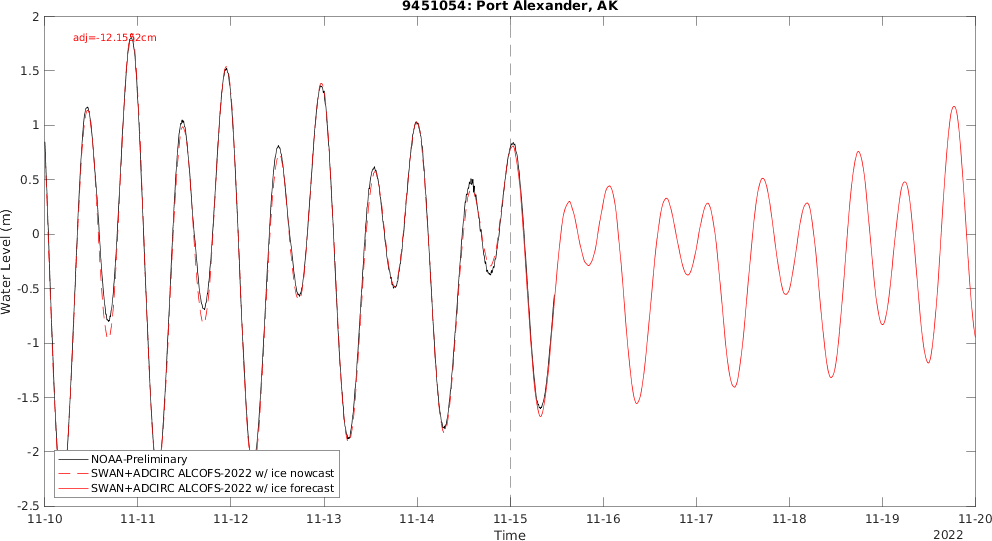 9451054: Port Alexander, AK
adj=-12.1552cm
Water Level (m)
2
1.5
1
0.5
0
-0.5
-1
-1.5
-2
-2.5
NOAA-Preliminary
SWAN+ADCIRC ALCOFS-2022 w/ ice nowcast
SWAN+ADCIRC ALCOFS-2022 w/ ice forecast
11-10 11-11 11-12 11-13 11-14 11-15 11-16 11-17 11-18 11-19 11-20
Time
2022